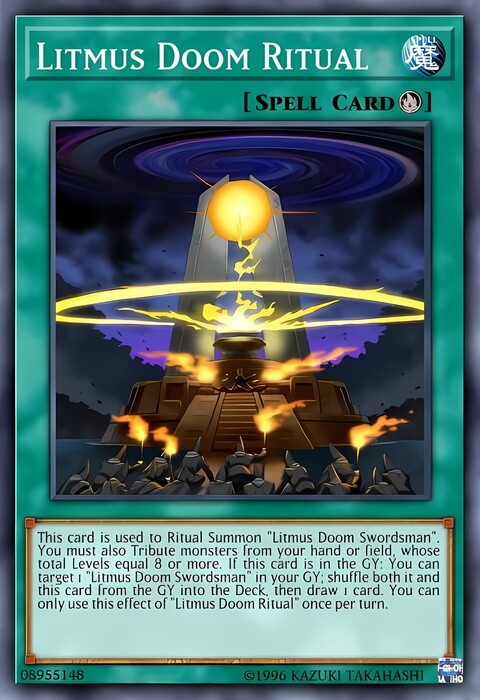 LITMUS DOOM RITUAL
魔
[SPELL CARD]
This card is used to Ritual Summon "Litmus Doom Swordsman".
You must also Tribute monsters from your hand or field, whose
total Levels equal 8 or more. If this card is in the GY: You can
target 1 "Litmus Doom Swordsman" in your GY; shuffle both it and
this card from the GY into the Deck, then draw 1 card. You can
only use this effect of "Litmus Doom Ritual" once per turn.
08955148
©1996 KAZUKI TAKAHASHI